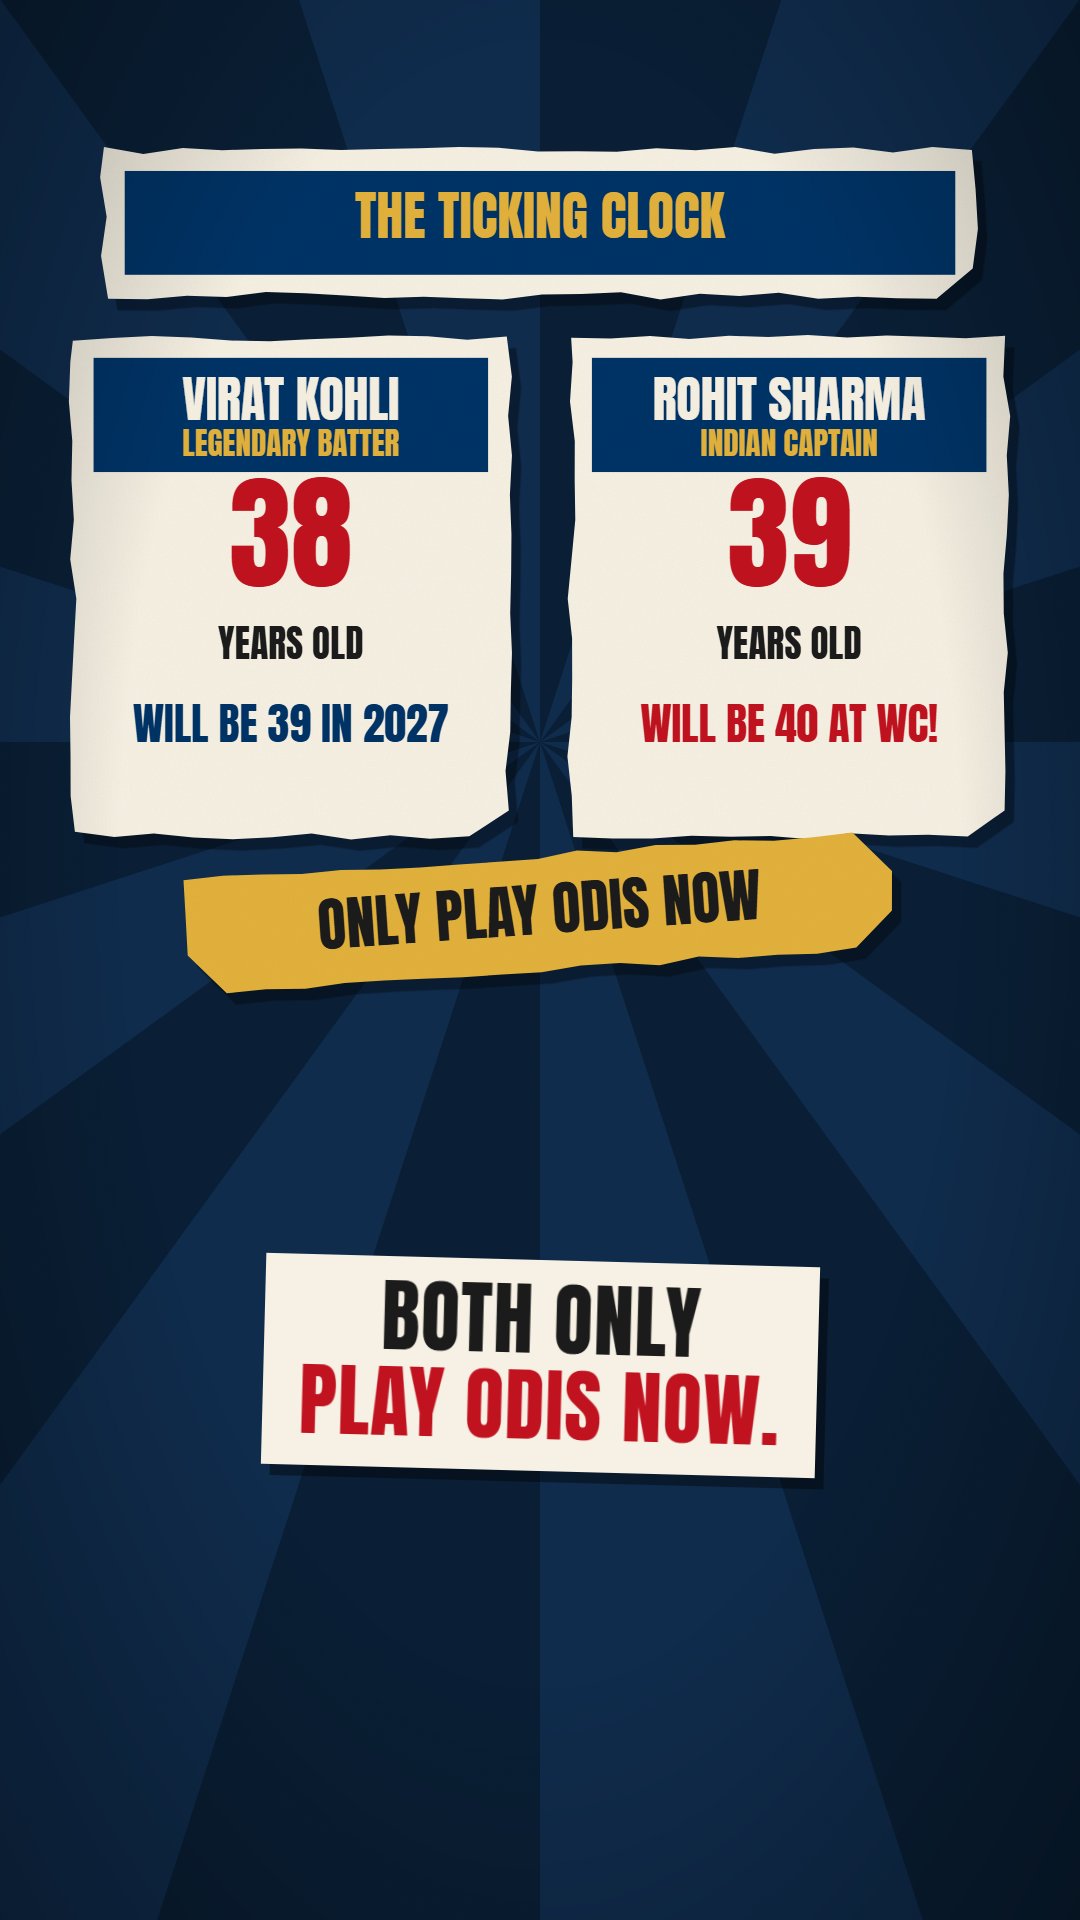 THE TICKING CLOCK
VIRAT KOHLI
LEGENDARY BATTER
38
YEARS OLD
WILL BE 39 IN 2027
ROHIT SHARMA
INDIAN CAPTAIN
39
YEARS OLD
WILL BE 40 AT WC!
ONLY PLAY ODIS NOW
BOTH ONLY
PLAY ODIS NOW.